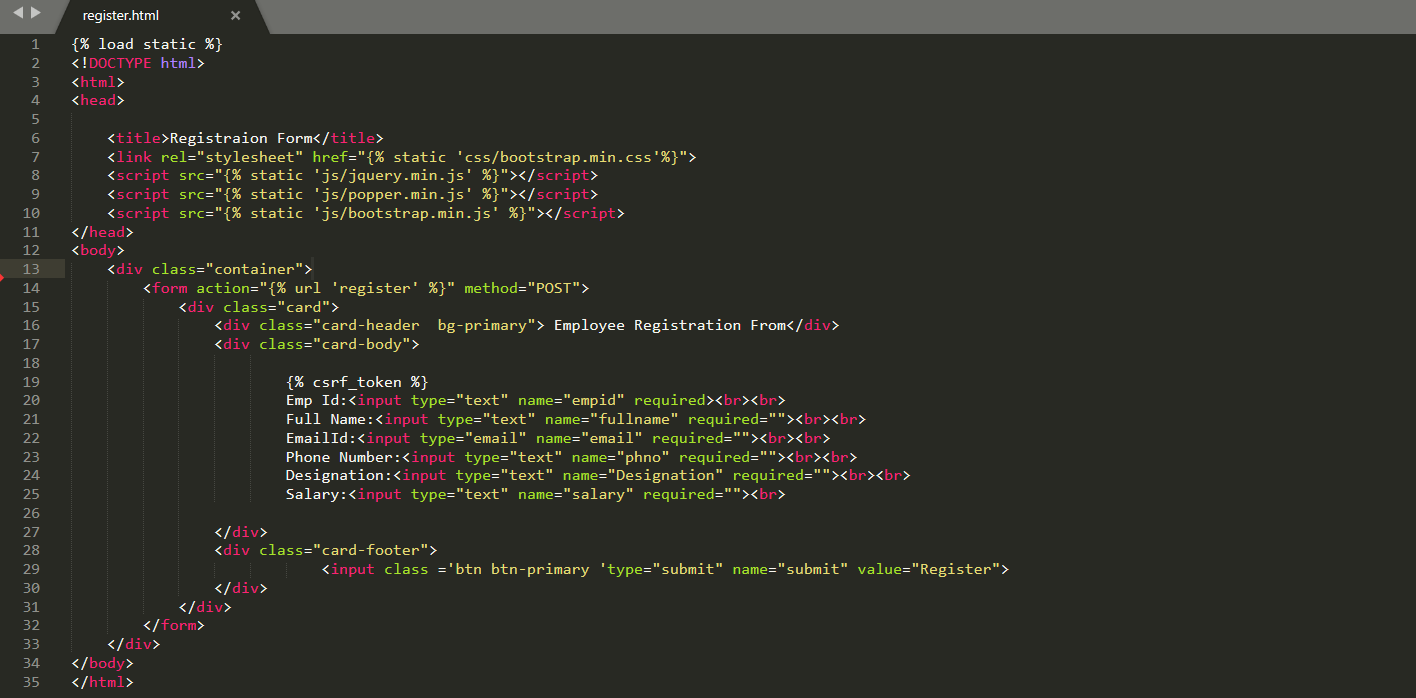 register.html ×
1 {% load static %}
2 <!DOCTYPE html>
3 <html>
4 <head>
5
6 <title>Registraion Form</title>
7 <link rel="stylesheet" href="{% static 'css/bootstrap.min.css'%}">
8 <script src="{% static 'js/jquery.min.js' %}"></script>
9 <script src="{% static 'js/popper.min.js' %}"></script>
10 <script src="{% static 'js/bootstrap.min.js' %}"></script>
11 </head>
12 <body>
13 <div class="container">
14 <form action="{% url 'register' %}" method="POST">
15 <div class="card">
16 <div class="card-header  bg-primary"> Employee Registration From</div>
17 <div class="card-body">
18
19 {% csrf_token %}
20 Emp Id:<input type="text" name="empid" required><br><br>
21 Full Name:<input type="text" name="fullname" required=""><br><br>
22 EmailId:<input type="email" name="email" required=""><br><br>
23 Phone Number:<input type="text" name="phno" required=""><br><br>
24 Designation:<input type="text" name="Designation" required=""><br><br>
25 Salary:<input type="text" name="salary" required=""><br>
26
27 </div>
28 <div class="card-footer">
29 <input class ='btn btn-primary 'type="submit" name="submit" value="Register">
30 </div>
31 </div>
32 </form>
33 </div>
34 </body>
35 </html>